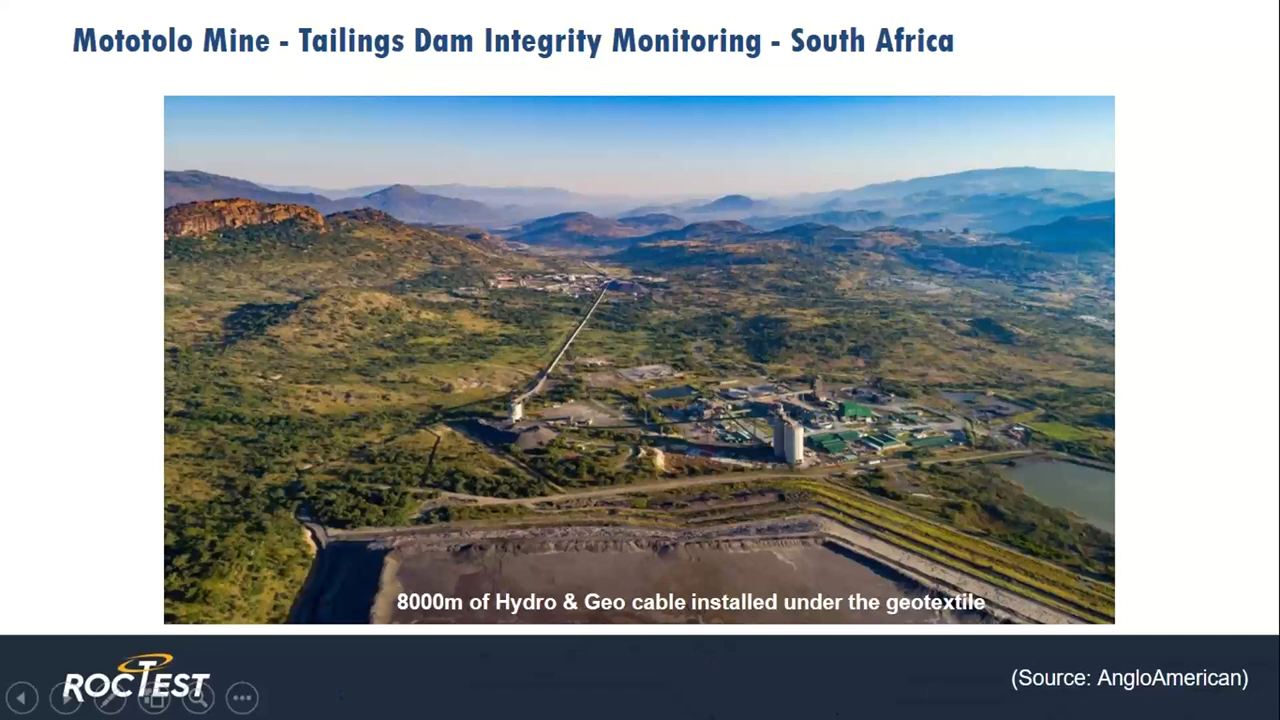 Mototolo Mine - Tailings Dam Integrity Monitoring - South Africa
8000m of Hydro & Geo cable installed under the geotextile
ROCTEST
(Source: AngloAmerican)